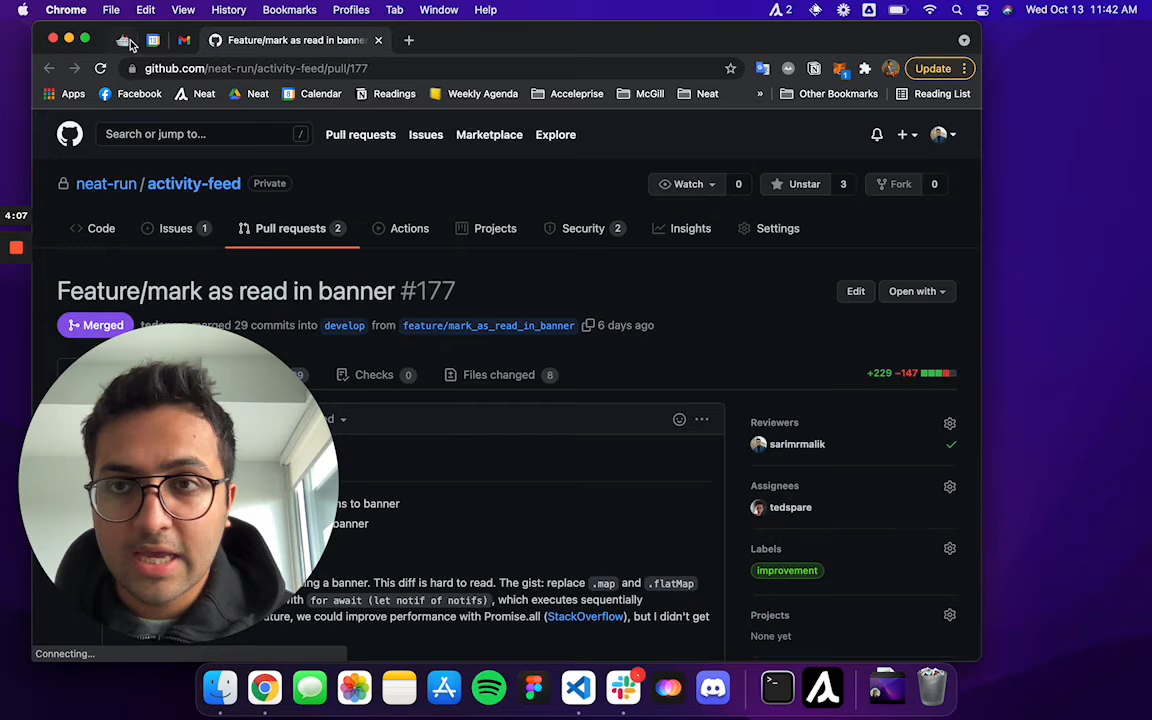 Chrome File Edit View History Bookmarks Profiles Tab Window Help 2 Wed Oct 13 11:42 AM
Feature/mark as read in banne
github.com/neat-run/activity-feed/pull/177 1 Update
Apps Facebook Neat Neat Calendar Readings Weekly Agenda Acceleprise McGill Neat » Other Bookmarks Reading List
Search or jump to... / Pull requests Issues Marketplace Explore
neat-run / activity-feed Private Watch 0 Unstar 3 Fork 0
4:07
Code Issues 1 Pull requests 2 Actions Projects Security 2 Insights Settings
Feature/mark as read in banner #177 Edit Open with
Merged merged 29 commits into develop from feature/mark_as_read_in_banner 6 days ago
Checks 0 Files changed 8 +229 −147
Reviewers
sarimrmalik
Assignees
to banner
tedspare
banner
Labels
improvement
a banner. This diff is hard to read. The gist: replace .map and .flatMap
with for await (let notif of notifs), which executes sequentially
we could improve performance with Promise.all (StackOverflow), but I didn't get
Projects
None yet
Connecting...